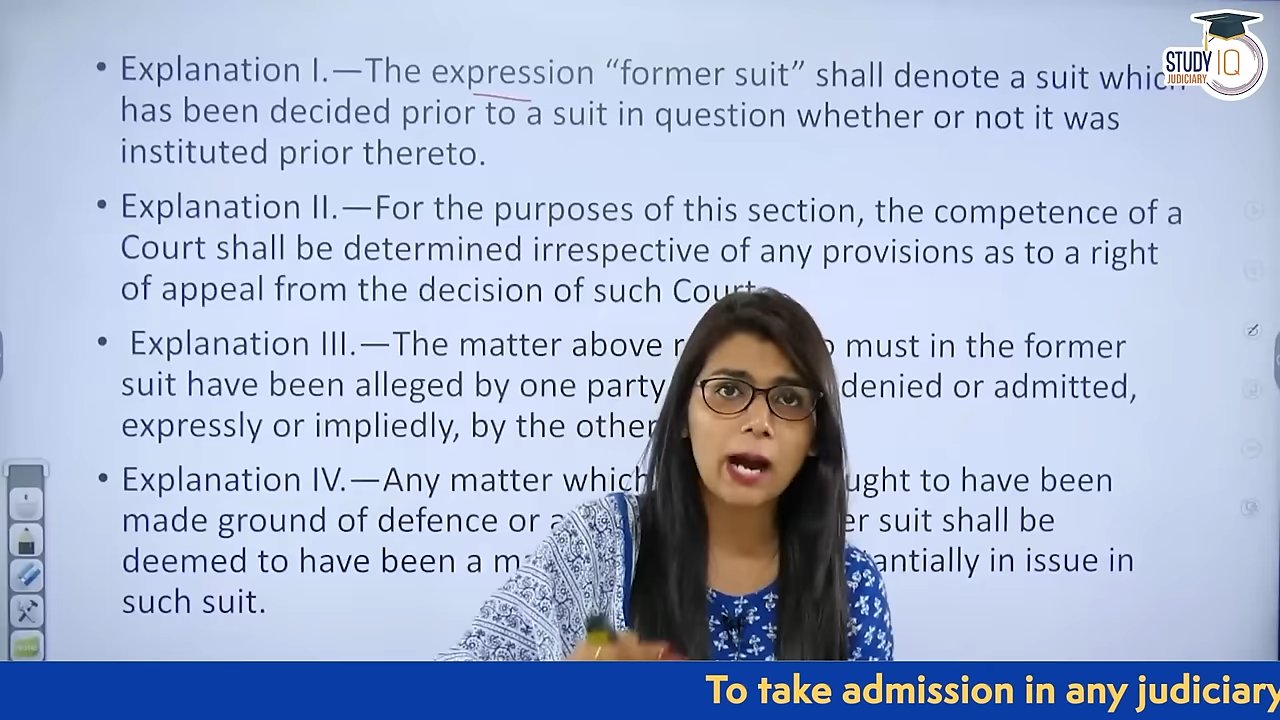 • Explanation I.—The expression “former suit” shall denote a suit which
has been decided prior to a suit in question whether or not it was
instituted prior thereto.
• Explanation II.—For the purposes of this section, the competence of a
Court shall be determined irrespective of any provisions as to a right
of appeal from the decision of such Court
• Explanation III.—The matter above must in the former
suit have been alleged by one party denied or admitted,
expressly or impliedly, by the other
• Explanation IV.—Any matter which ought to have been
made ground of defence or suit shall be
deemed to have been a in issue in
such suit.
STUDY IQ
JUDICIARY
To take admission in any judiciary